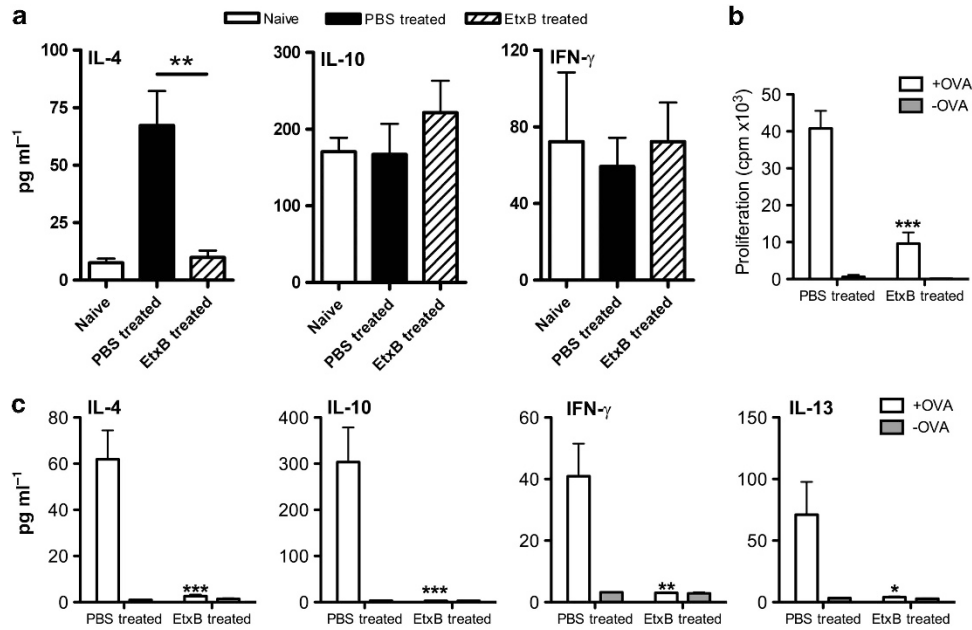 a
Naive PBS treated EtxB treated
IL-4
**
pg ml⁻¹
100
75
50
25
0
Naive
PBS treated
EtxB treated
IL-10
300
200
100
0
Naive
PBS treated
EtxB treated
IFN-γ
120
80
40
0
Naive
PBS treated
EtxB treated
b
+OVA
-OVA
Proliferation (cpm x10³)
50
40
30
20
10
0
***
PBS treated EtxB treated
c
IL-4
pg ml⁻¹
80
60
40
20
0
***
PBS treated EtxB treated
IL-10
400
300
200
100
0
***
PBS treated EtxB treated
IFN-γ
60
40
20
0
**
PBS treated EtxB treated
IL-13
+OVA
-OVA
150
100
50
0
*
PBS treated EtxB treated